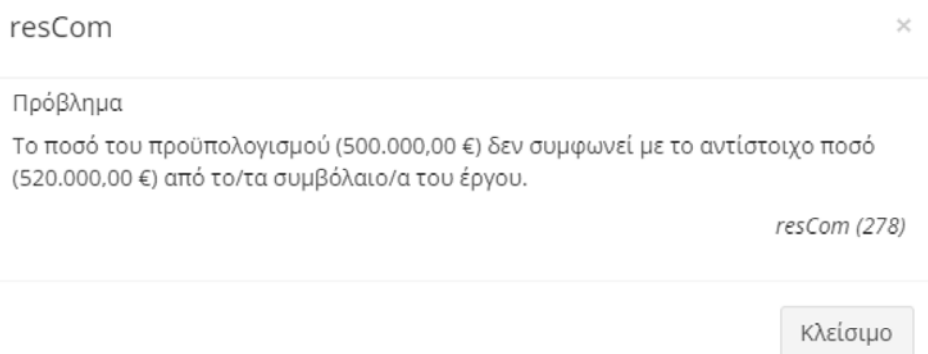 resCom
×
Πρόβλημα
Το ποσό του προϋπολογισμού (500.000,00 €) δεν συμφωνεί με το αντίστοιχο ποσό
(520.000,00 €) από το/τα συμβόλαιο/α του έργου.
resCom (278)
Κλείσιμο